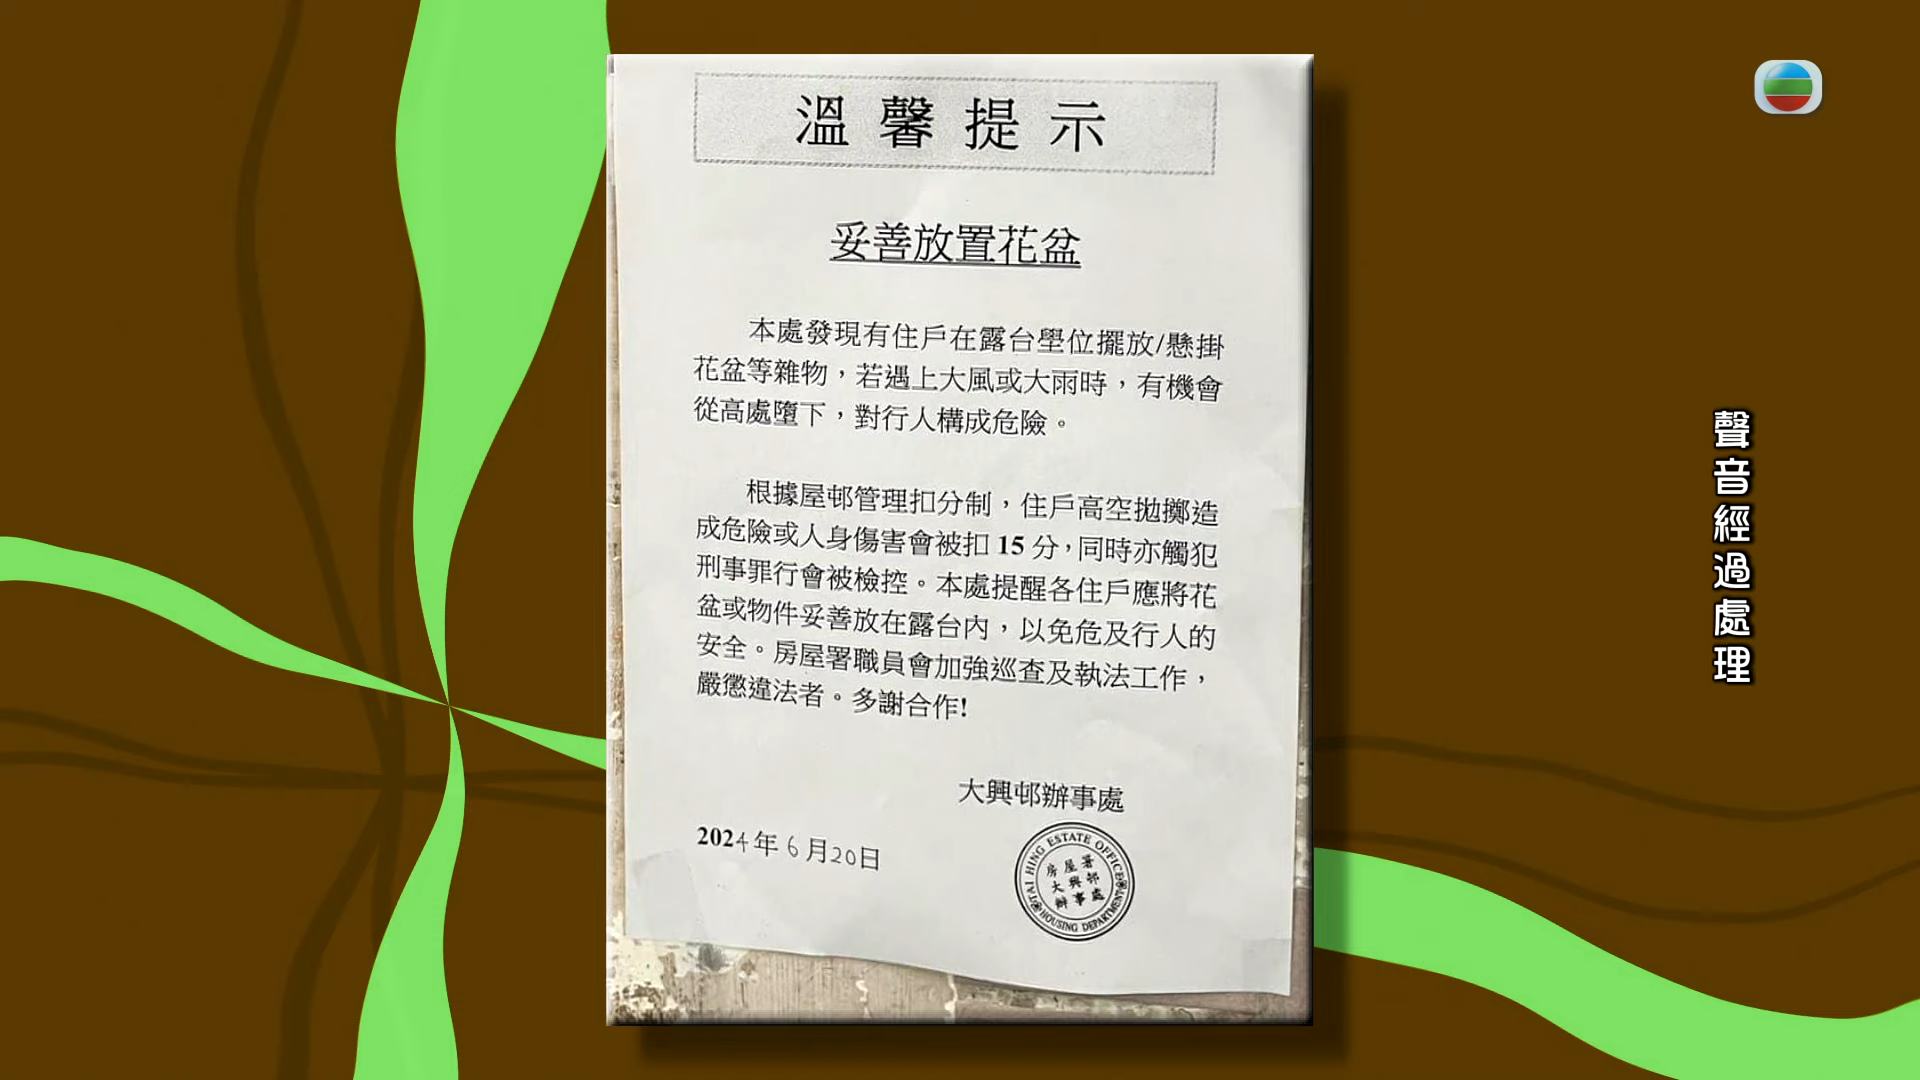 溫馨提示
妥善放置花盆
本處發現有住戶在露台壆位擺放/懸掛
花盆等雜物，若遇上大風或大雨時，有機會
從高處墮下，對行人構成危險。
根據屋邨管理扣分制，住戶高空拋擲造
成危險或人身傷害會被扣 15 分，同時亦觸犯
刑事罪行會被檢控。本處提醒各住戶應將花
盆或物件妥善放在露台內，以免危及行人的
安全。房屋署職員會加強巡查及執法工作，
嚴懲違法者。多謝合作!
大興邨辦事處
2024年6月20日
TAI HING ESTATE OFFICE
房屋署
大興邨
辦事處
HOUSING DEPARTMENT
聲音經過處理